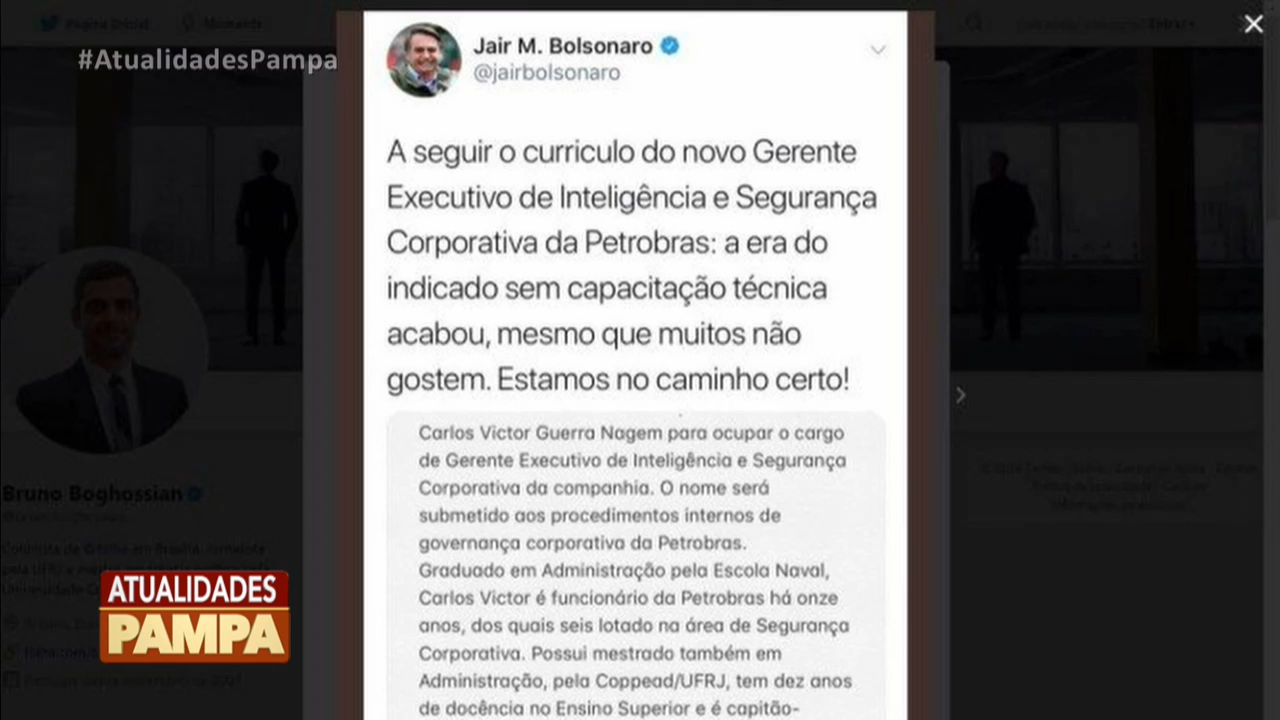 #AtualidadesPampa
Jair M. Bolsonaro
@jairbolsonaro
A seguir o curriculo do novo Gerente
Executivo de Inteligência e Segurança
Corporativa da Petrobras: a era do
indicado sem capacitação técnica
acabou, mesmo que muitos não
gostem. Estamos no caminho certo!
Carlos Victor Guerra Nagem para ocupar o cargo
de Gerente Executivo de Inteligência e Segurança
Corporativa da companhia. O nome será
submetido aos procedimentos internos de
governança corporativa da Petrobras.
Graduado em Administração pela Escola Naval,
Carlos Victor é funcionário da Petrobras há onze
anos, dos quais seis lotado na área de Segurança
Corporativa. Possui mestrado também em
Administração, pela Coppead/UFRJ, tem dez anos
de docência no Ensino Superior e é capitão-
Página Inicial
Moments
Bruno Boghossian
ATUALIDADES
PAMPA